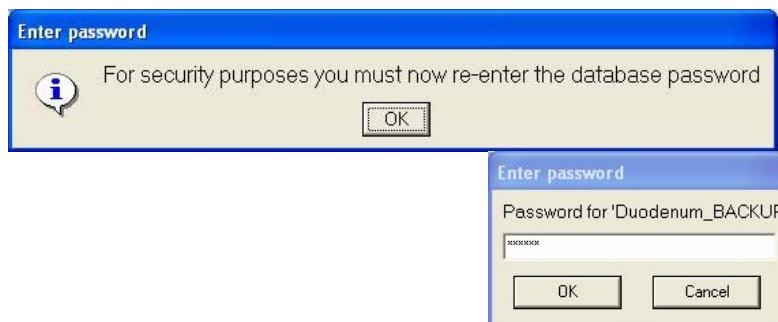 Enter password
For security purposes you must now re-enter the database password
OK
Enter password
Password for 'Duodenum_BACKUP
xxxxxx
OK Cancel